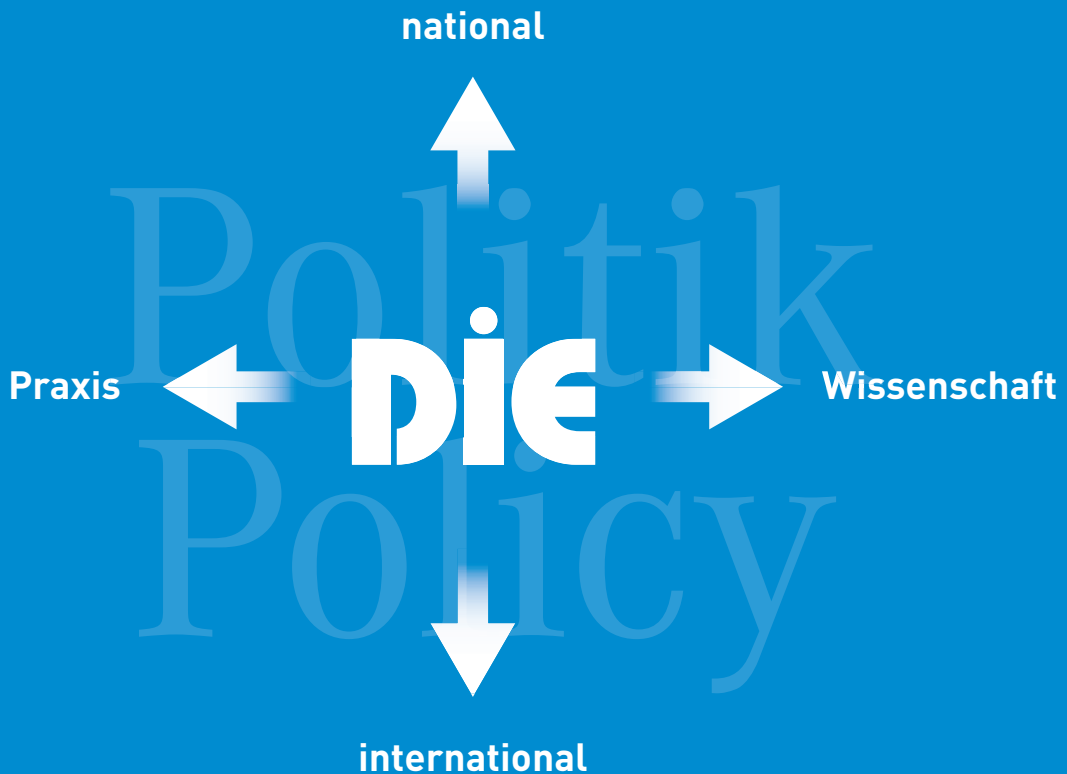 national
Politik
Praxis
DiE
Wissenschaft
Policy
international